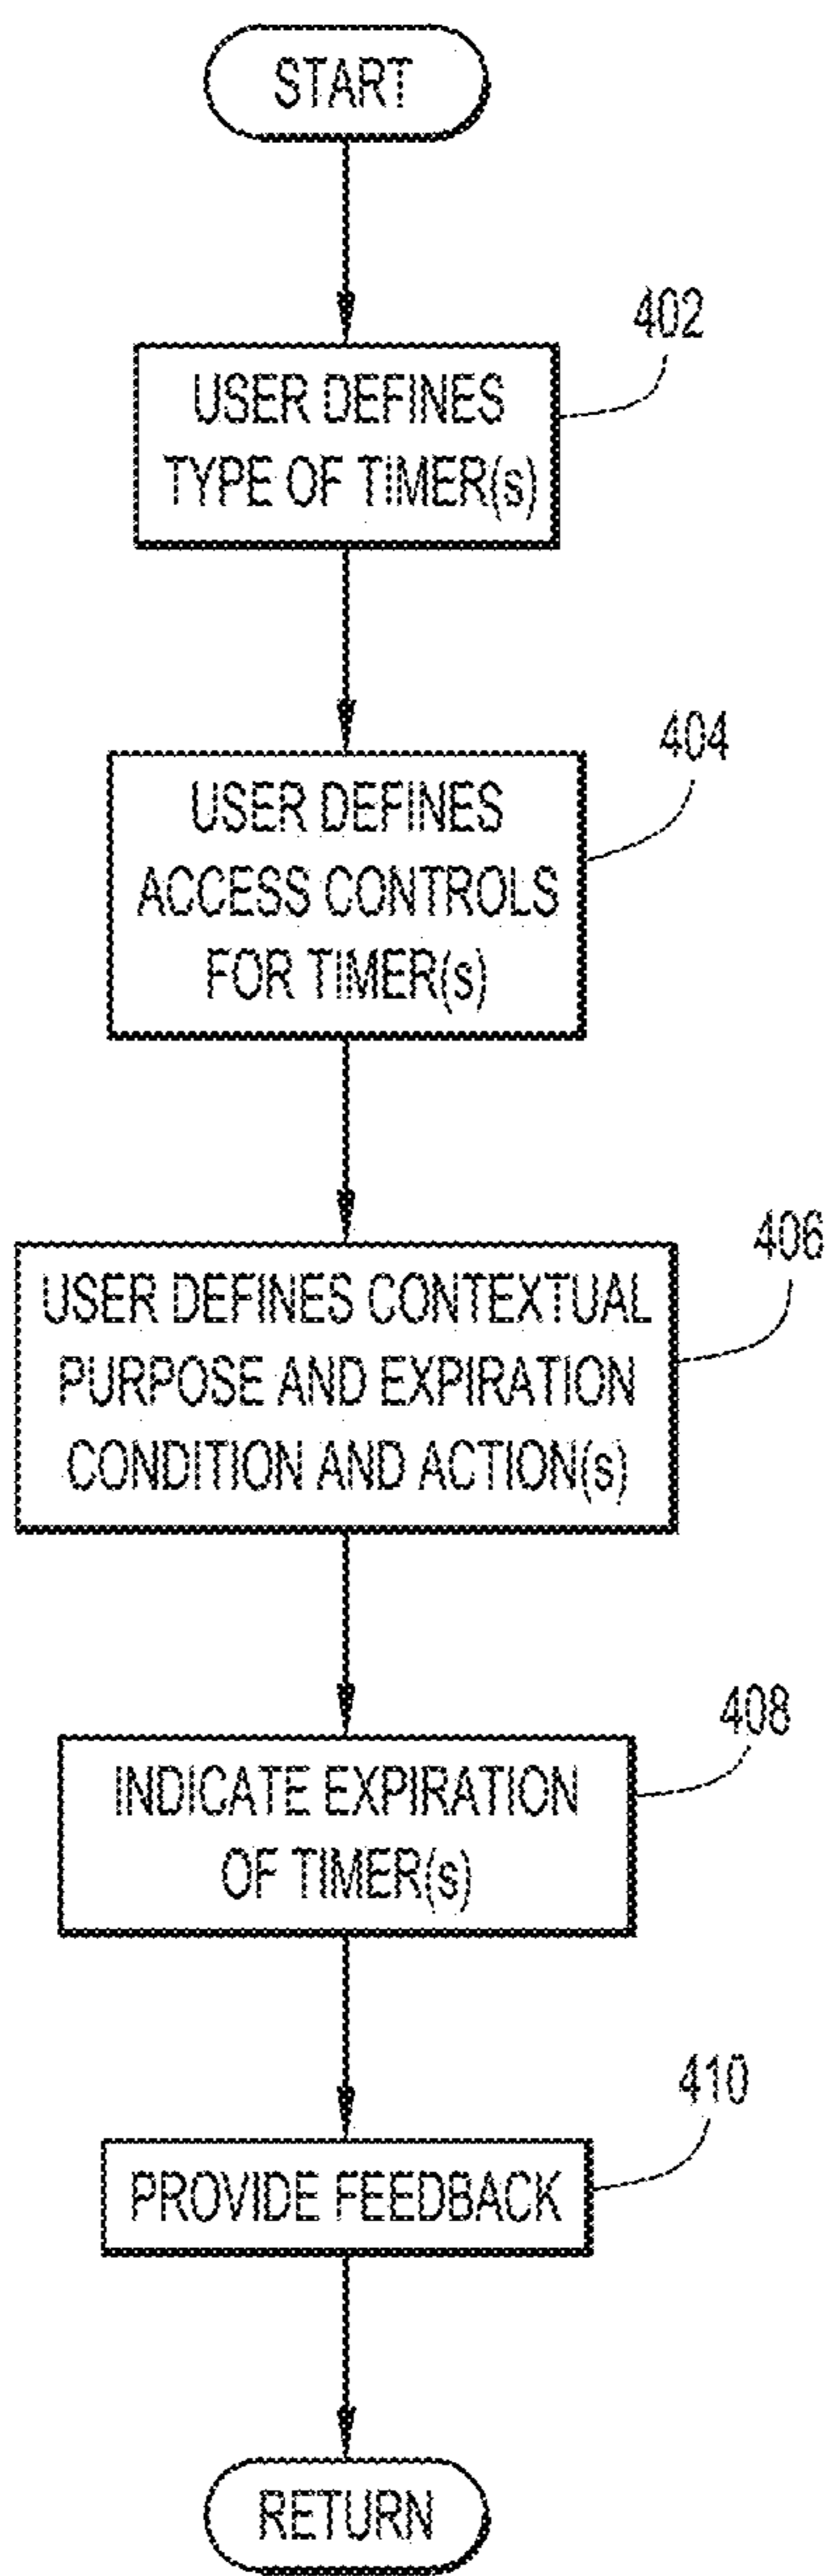 START
402
USER DEFINES
TYPE OF TIMER(s)
404
USER DEFINES
ACCESS CONTROLS
FOR TIMER(s)
406
USER DEFINES CONTEXTUAL
PURPOSE AND EXPIRATION
CONDITION AND ACTION(s)
408
INDICATE EXPIRATION
OF TIMER(s)
410
PROVIDE FEEDBACK
RETURN